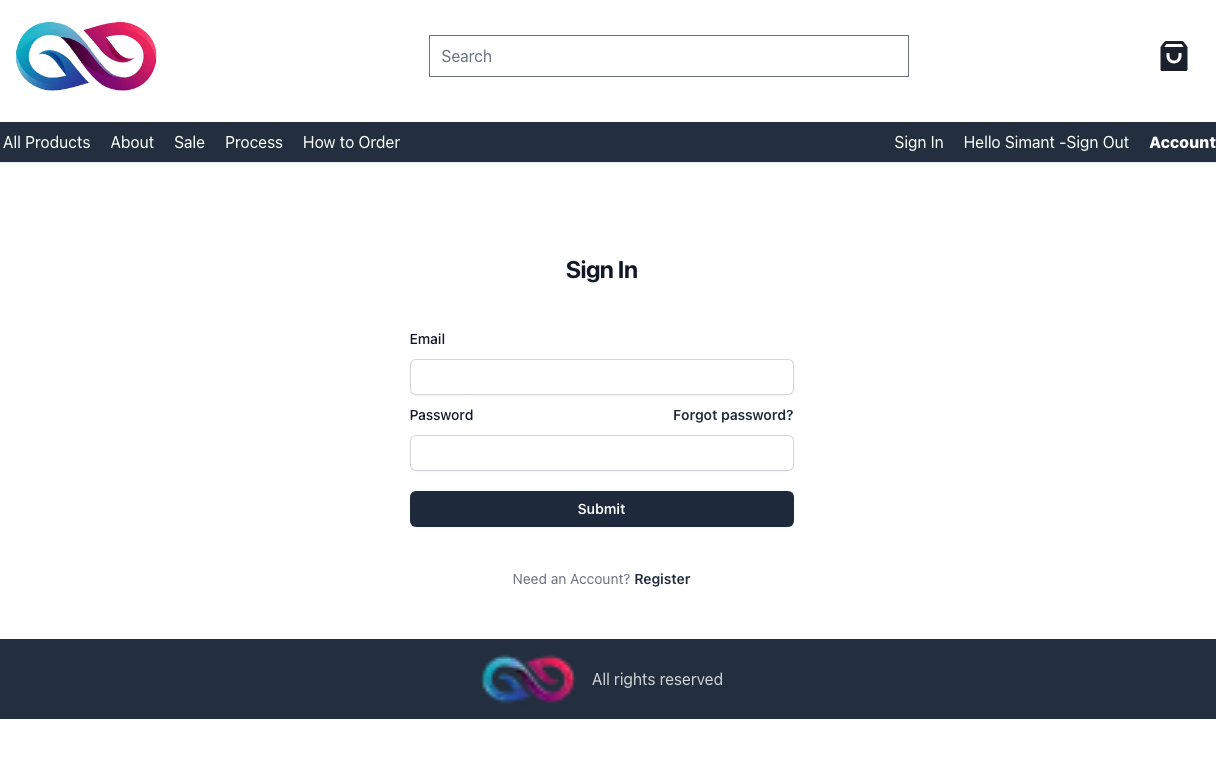 Search
All Products About Sale Process How to Order Sign In Hello Simant -Sign Out Account
Sign In
Email
Password Forgot password?
Submit
Need an Account? Register
All rights reserved